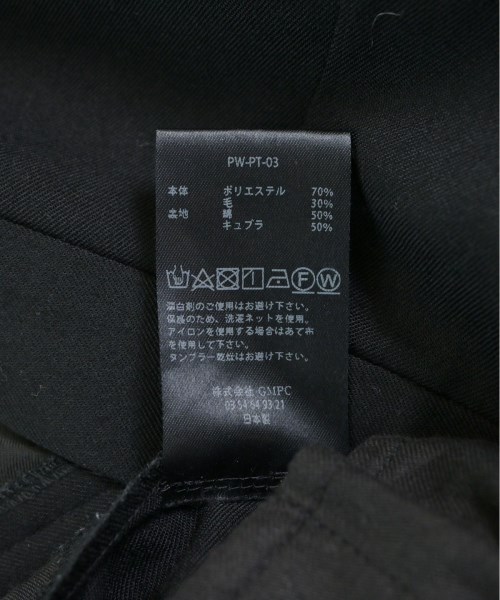 PW-PT-03
本体 ポリエステル 70%
毛 30%
裏地 綿 50%
キュプラ 50%
漂白剤のご使用はお避け下さい。
保護のため、洗濯ネットを使用。
アイロンを使用する場合はあて布
を使用して下さい。
タンブラー乾燥はお避け下さい。
株式会社 GMPC
03 5464 9321
日本製